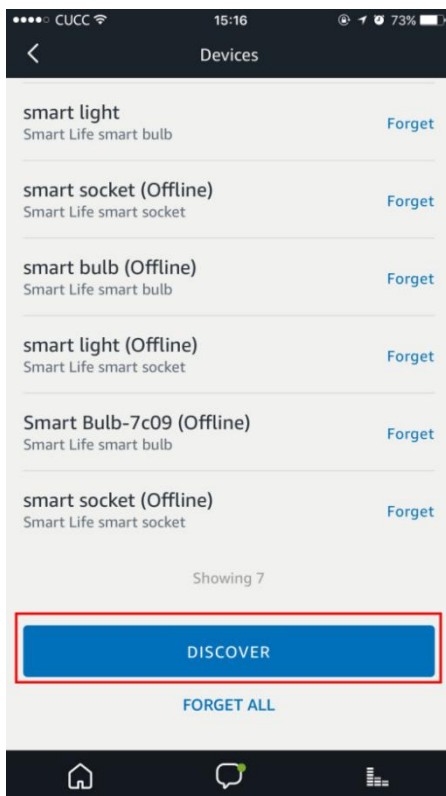 CUCC 15:16 73%
Devices
smart light
Smart Life smart bulb
Forget
smart socket (Offline)
Smart Life smart socket
Forget
smart bulb (Offline)
Smart Life smart bulb
Forget
smart light (Offline)
Smart Life smart socket
Forget
Smart Bulb-7c09 (Offline)
Smart Life smart bulb
Forget
smart socket (Offline)
Smart Life smart socket
Forget
Showing 7
DISCOVER
FORGET ALL